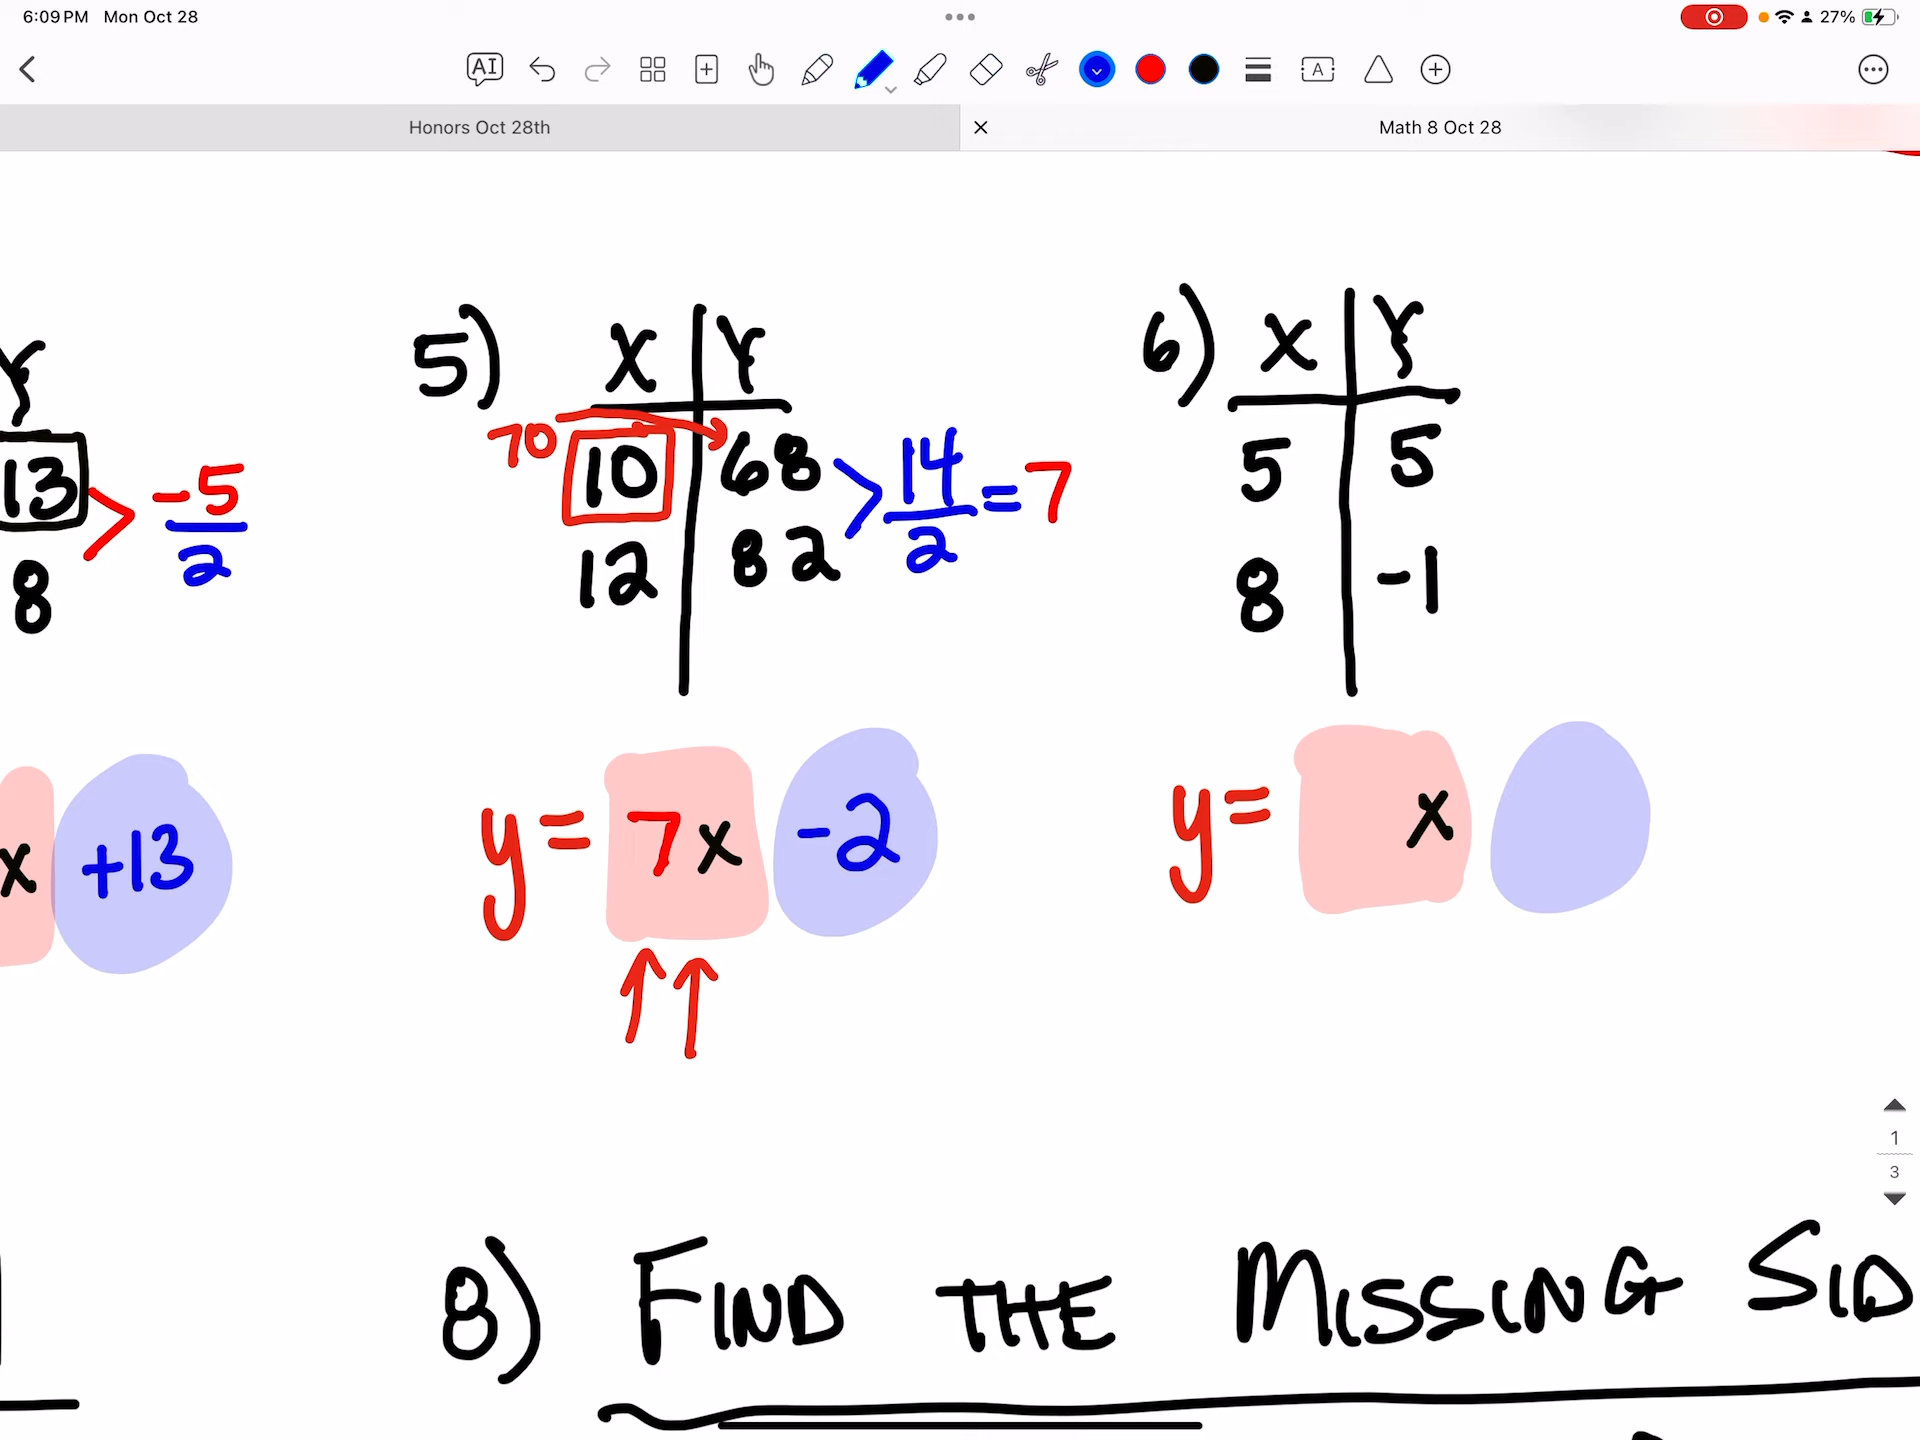 6:09 PM Mon Oct 28
27%
AI
A
Honors Oct 28th
Math 8 Oct 28
Y
13 > -5/2
8
x +13
5) X | Y
70 10 | 68 > 14/2 = 7
12 | 82
y = 7x -2
6) X | Y
5 | 5
8 | -1
y = x
1
3
8) FIND THE MISSING SID